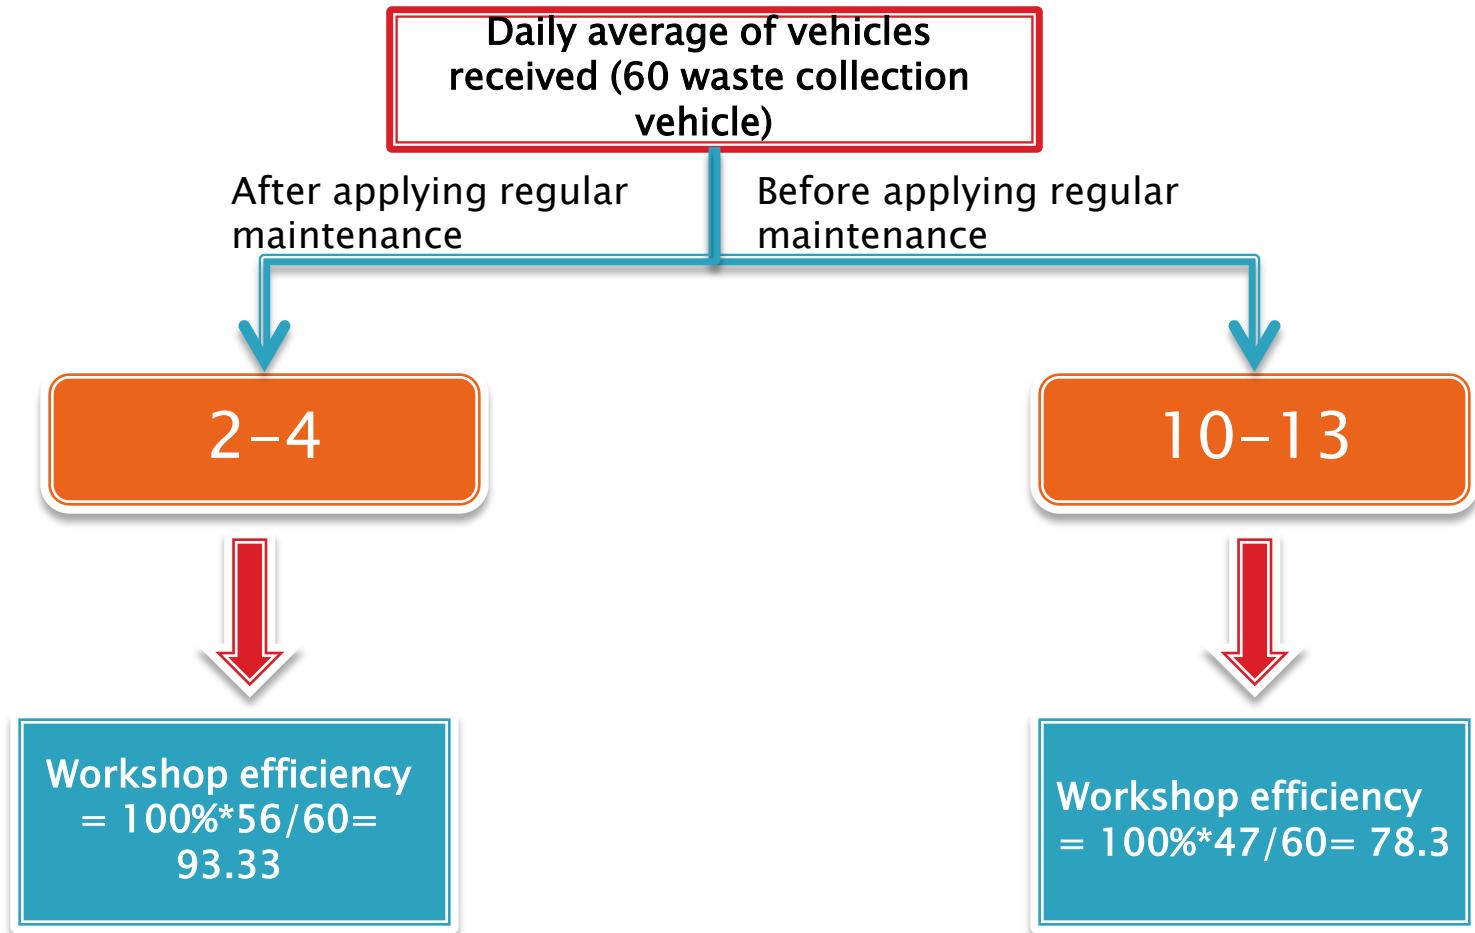 Daily average of vehicles
received (60 waste collection
vehicle)
After applying regular
maintenance
Before applying regular
maintenance
2-4
10-13
Workshop efficiency
= 100%*56/60=
93.33
Workshop efficiency
= 100%*47/60= 78.3